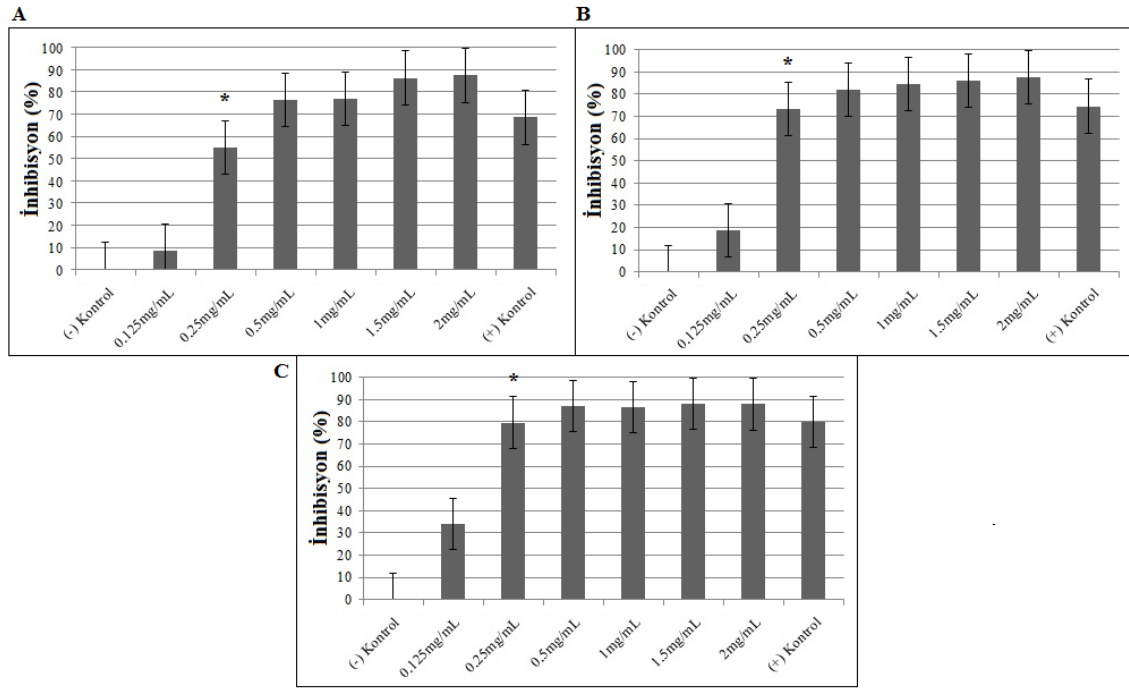 A
İnhibisyon (%)
100
90
80
70
60
50
40
30
20
10
0
*
(-) Kontrol
0.125mg/mL
0.25mg/mL
0.5mg/mL
1mg/mL
1.5mg/mL
2mg/mL
(+) Kontrol
B
İnhibisyon (%)
100
90
80
70
60
50
40
30
20
10
0
*
(-) Kontrol
0.125mg/mL
0.25mg/mL
0.5mg/mL
1mg/mL
1.5mg/mL
2mg/mL
(+) Kontrol
C
İnhibisyon (%)
100
90
80
70
60
50
40
30
20
10
0
*
(-) Kontrol
0.125mg/mL
0.25mg/mL
0.5mg/mL
1mg/mL
1.5mg/mL
2mg/mL
(+) Kontrol